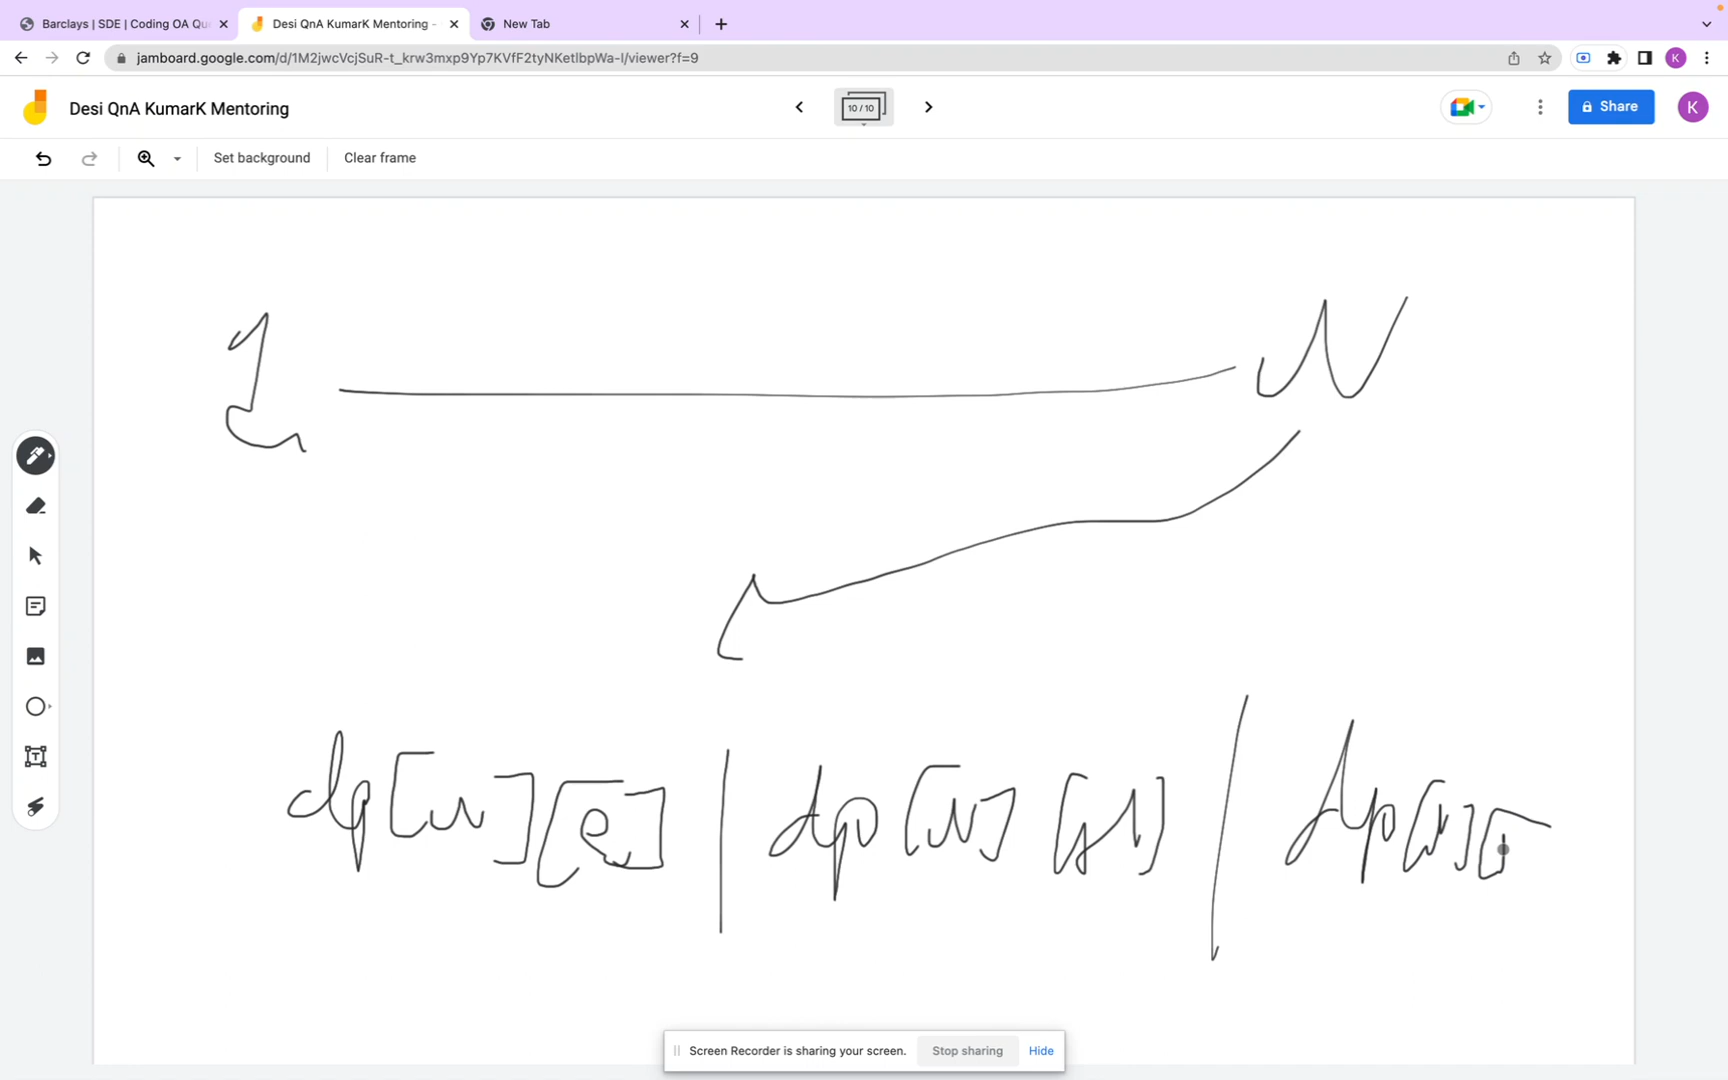 Barclays | SDE | Coding OA Qu
Desi QnA KumarK Mentoring -
New Tab
jamboard.google.com/d/1M2jwcVcjSuR-t_krw3mxp9Yp7KVfF2tyNKetlbpWa-I/viewer?f=9
K
Desi QnA KumarK Mentoring
10 / 10
Share
K
Set background
Clear frame
1
N
dp[N]
dp[N]
dp[N][
Screen Recorder is sharing your screen.
Stop sharing
Hide